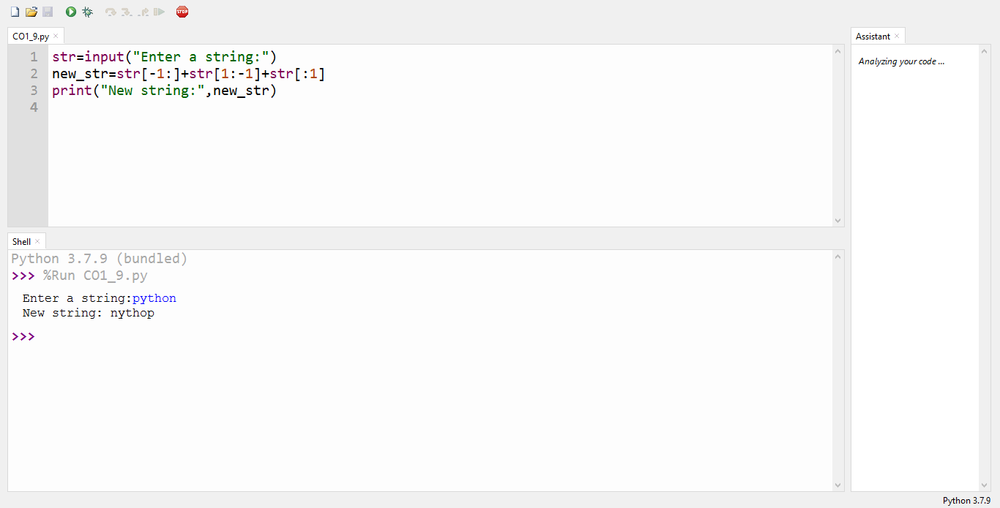 STOP
CO1_9.py ×
Assistant ×
1 str=input("Enter a string:")
2 new_str=str[-1:]+str[1:-1]+str[:1]
3 print("New string:",new_str)
4
Analyzing your code ...
Shell ×
Python 3.7.9 (bundled)
>>> %Run CO1_9.py
Enter a string:python
New string: nythop
>>>
Python 3.7.9